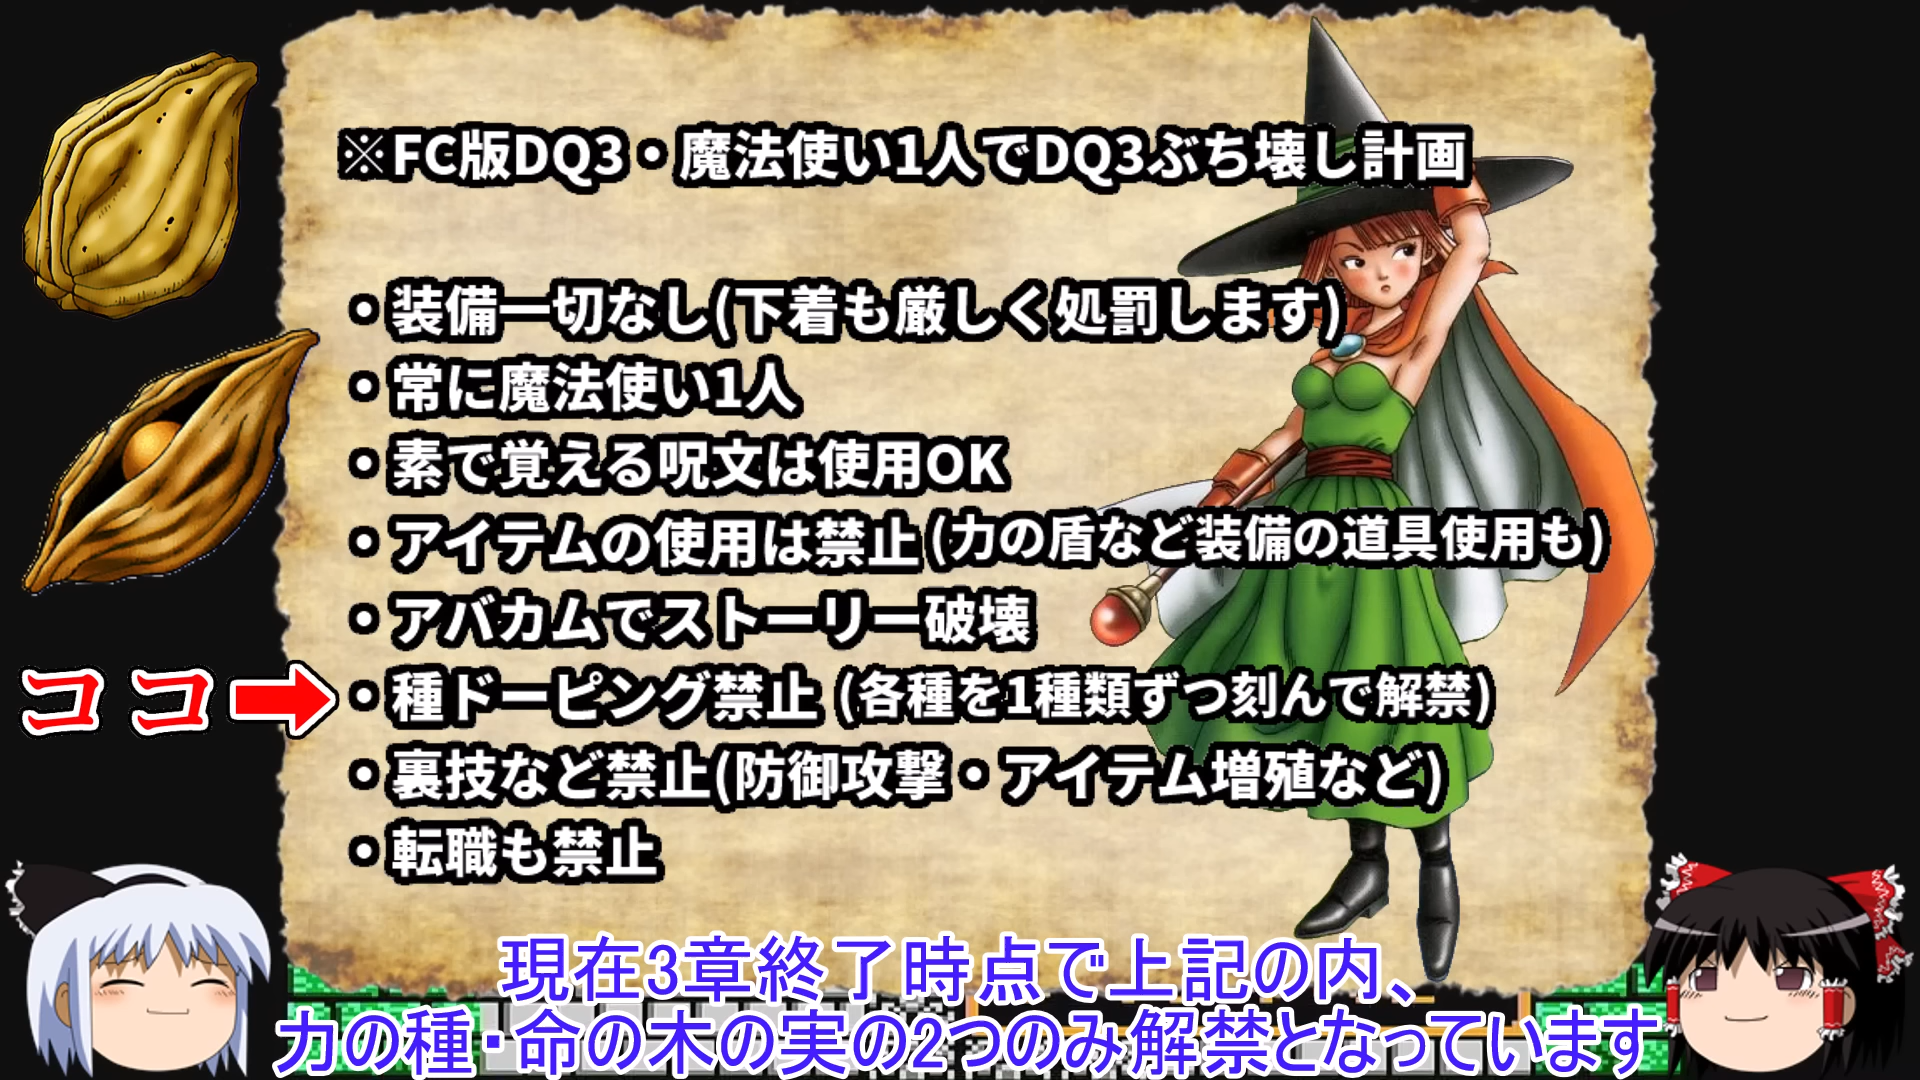 ※FC版DQ3・魔法使い1人でDQ3ぶち壊し計画
・装備一切なし(下着も厳しく処罰します)
・常に魔法使い1人
・素で覚える呪文は使用OK
・アイテムの使用は禁止(力の盾など装備の道具使用も)
・アバカムでストーリー破壊
ココ➡・種ドーピング禁止 (各種を1種類ずつ刻んで解禁)
・裏技など禁止(防御攻撃・アイテム増殖など)
・転職も禁止
現在3章終了時点で上記の内、
力の種・命の木の実の2つのみ解禁となっています